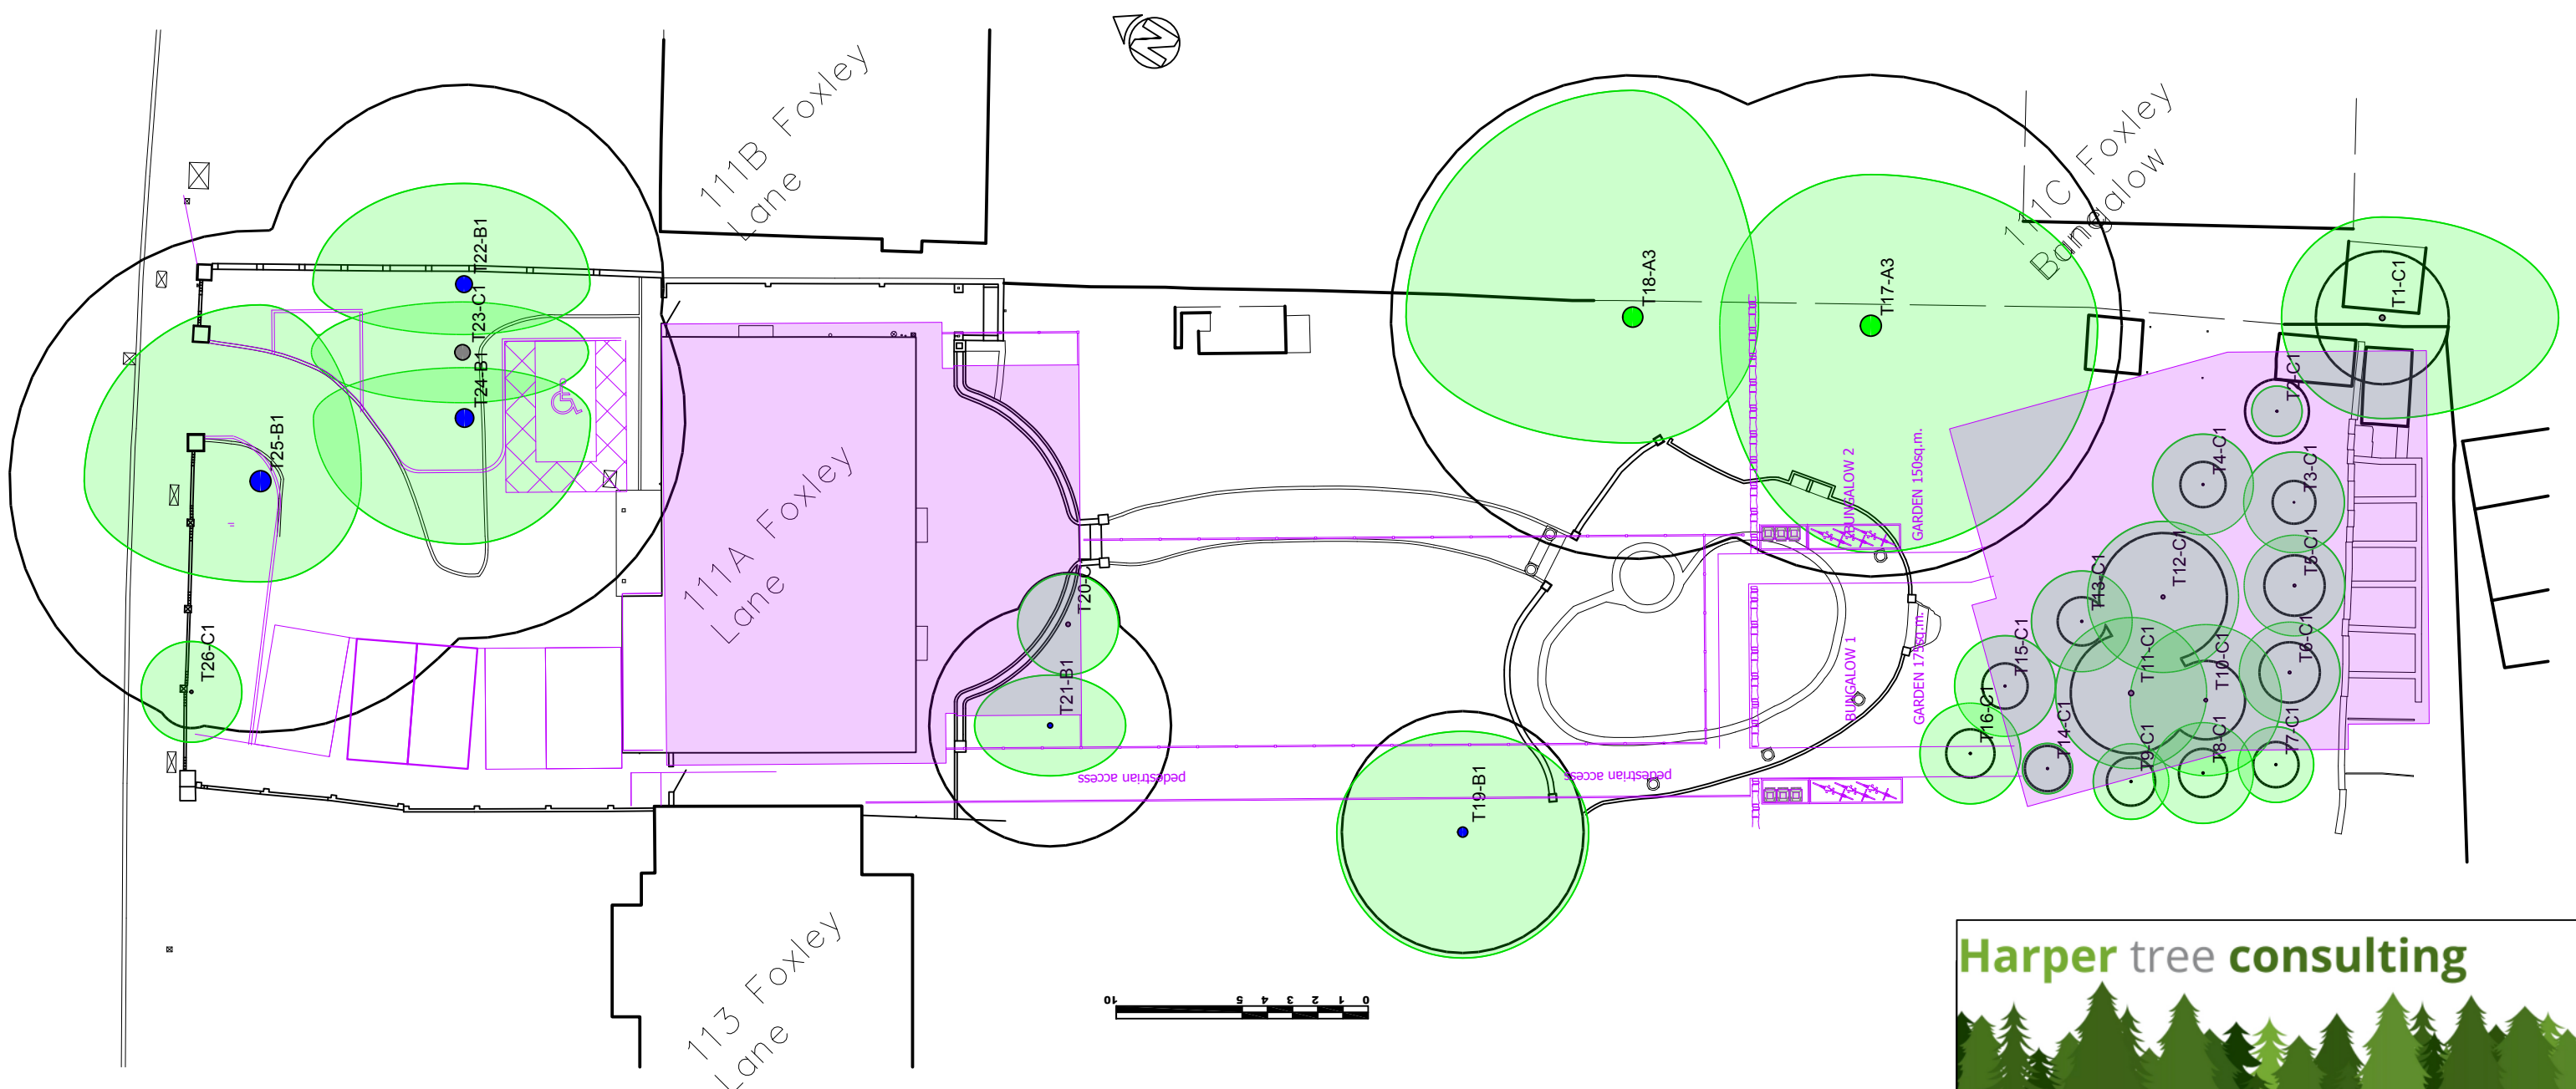 N
111B Foxley
Lane
T22-B1
T23-C1
T24-B1
T25-B1
T26-C1
111A Foxley
Lane
T20-C
T21-B1
pedestrian access
113 Foxley
Lane
T18-A3
T17-A3
111C Foxley
Bungalow
T1-C1
T2-C1
T4-C1
T3-C1
BUNGALOW 2
GARDEN 150sq.m.
T12-C1
T5-C1
T13-C1
T15-C1
T11-C1
T10-C1
T6-C1
BUNGALOW 1
GARDEN 175sq.m.
T16-C1
T14-C1
T9-C1
T8-C1
T7-C1
pedestrian access
T19-B1
10 5 4 3 2 1 0
Harper tree consulting